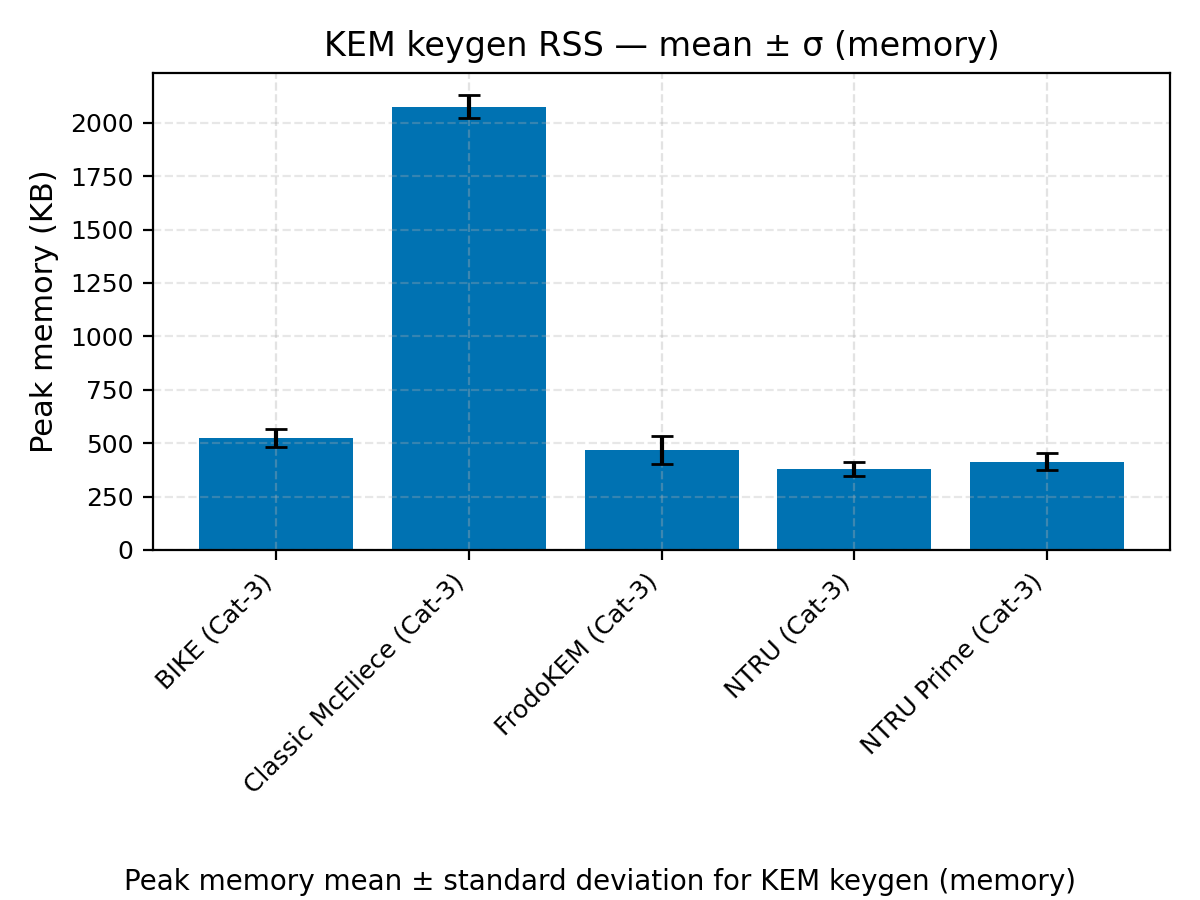 KEM keygen RSS — mean ± σ (memory)
Peak memory (KB)
2000
1750
1500
1250
1000
750
500
250
0
BIKE (Cat-3)
Classic McEliece (Cat-3)
FrodoKEM (Cat-3)
NTRU (Cat-3)
NTRU Prime (Cat-3)
Peak memory mean ± standard deviation for KEM keygen (memory)